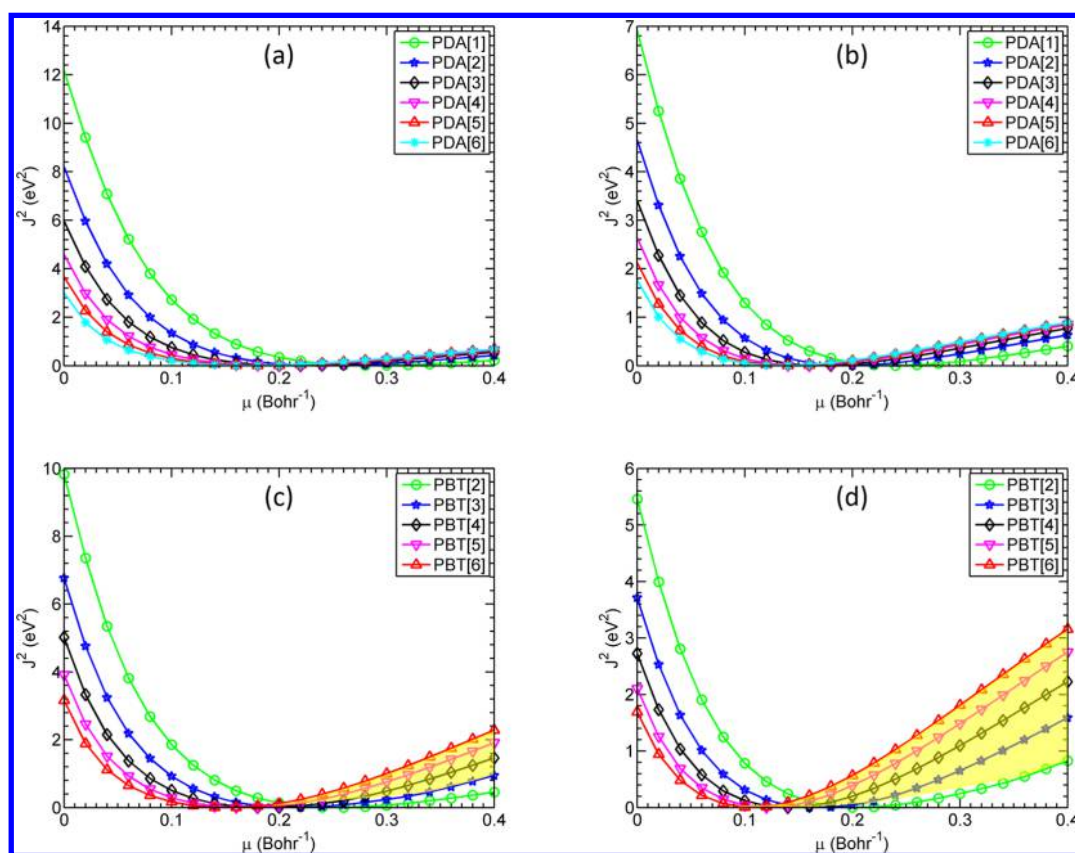 (a)
J² (eV²)
14
12
10
8
6
4
2
0
0 0.1 0.2 0.3 0.4
μ (Bohr⁻¹)
PDA[1]
PDA[2]
PDA[3]
PDA[4]
PDA[5]
PDA[6]
(b)
J² (eV²)
7
6
5
4
3
2
1
0
0 0.1 0.2 0.3 0.4
μ (Bohr⁻¹)
PDA[1]
PDA[2]
PDA[3]
PDA[4]
PDA[5]
PDA[6]
(c)
J² (eV²)
10
8
6
4
2
0
0 0.1 0.2 0.3 0.4
μ (Bohr⁻¹)
PBT[2]
PBT[3]
PBT[4]
PBT[5]
PBT[6]
(d)
J² (eV²)
6
5
4
3
2
1
0
0 0.1 0.2 0.3 0.4
μ (Bohr⁻¹)
PBT[2]
PBT[3]
PBT[4]
PBT[5]
PBT[6]